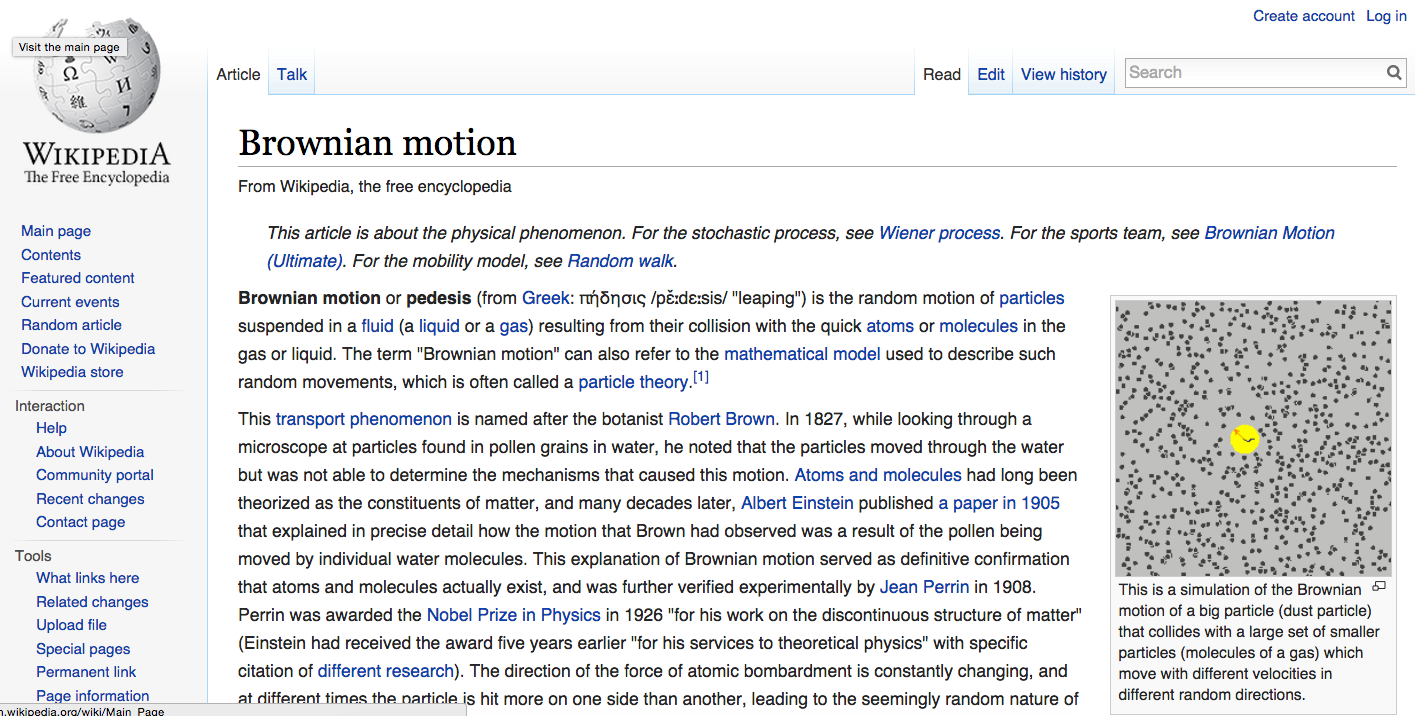 Create account Log in
Visit the main page
Ω
W
И
維
7
WIKIPEDIA
The Free Encyclopedia
Article Talk Read Edit View history Search
Brownian motion
From Wikipedia, the free encyclopedia
This article is about the physical phenomenon. For the stochastic process, see Wiener process. For the sports team, see Brownian Motion
(Ultimate). For the mobility model, see Random walk.
Brownian motion or pedesis (from Greek: πήδησις /pɛ̌ːdɛːsis/ "leaping") is the random motion of particles
suspended in a fluid (a liquid or a gas) resulting from their collision with the quick atoms or molecules in the
gas or liquid. The term "Brownian motion" can also refer to the mathematical model used to describe such
random movements, which is often called a particle theory.[1]
This transport phenomenon is named after the botanist Robert Brown. In 1827, while looking through a
microscope at particles found in pollen grains in water, he noted that the particles moved through the water
but was not able to determine the mechanisms that caused this motion. Atoms and molecules had long been
theorized as the constituents of matter, and many decades later, Albert Einstein published a paper in 1905
that explained in precise detail how the motion that Brown had observed was a result of the pollen being
moved by individual water molecules. This explanation of Brownian motion served as definitive confirmation
that atoms and molecules actually exist, and was further verified experimentally by Jean Perrin in 1908.
Perrin was awarded the Nobel Prize in Physics in 1926 "for his work on the discontinuous structure of matter"
(Einstein had received the award five years earlier "for his services to theoretical physics" with specific
citation of different research). The direction of the force of atomic bombardment is constantly changing, and
at different times the particle is hit more on one side than another, leading to the seemingly random nature of
This is a simulation of the Brownian
motion of a big particle (dust particle)
that collides with a large set of smaller
particles (molecules of a gas) which
move with different velocities in
different random directions.
Main page
Contents
Featured content
Current events
Random article
Donate to Wikipedia
Wikipedia store
Interaction
Help
About Wikipedia
Community portal
Recent changes
Contact page
Tools
What links here
Related changes
Upload file
Special pages
Permanent link
Page information
n.wikipedia.org/wiki/Main_Page